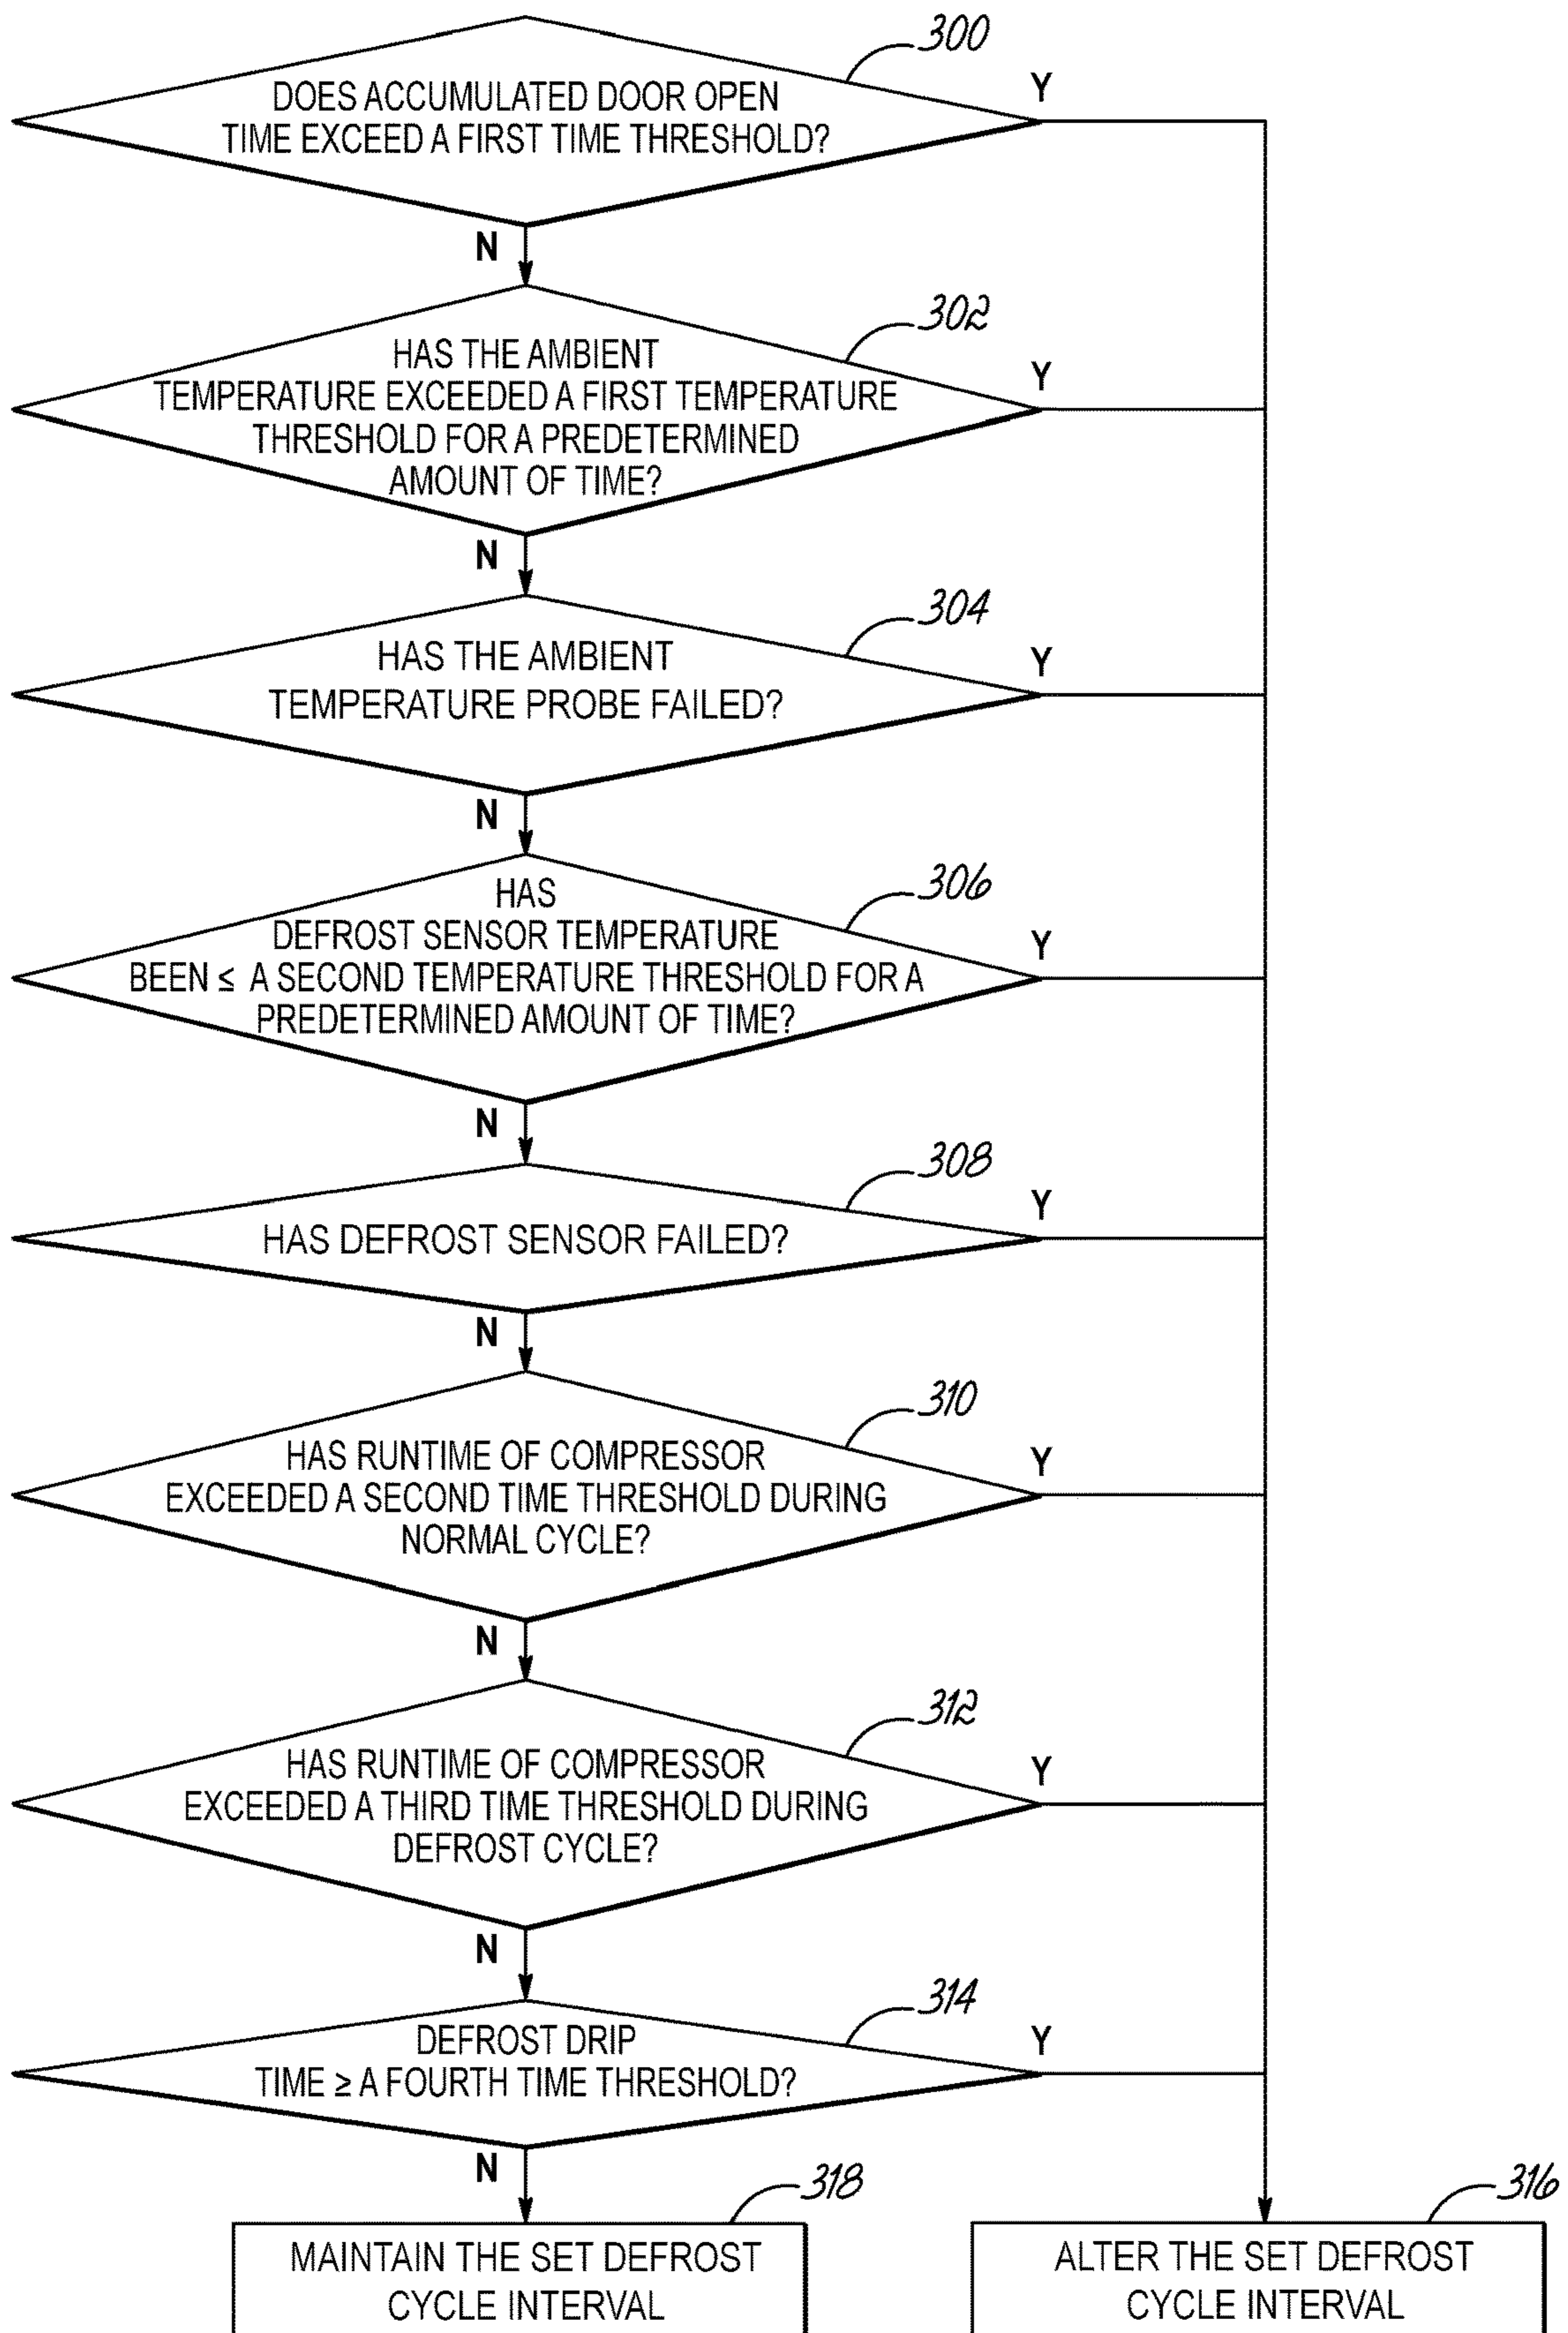 300
DOES ACCUMULATED DOOR OPEN
TIME EXCEED A FIRST TIME THRESHOLD?
Y
N
302
HAS THE AMBIENT
TEMPERATURE EXCEEDED A FIRST TEMPERATURE
THRESHOLD FOR A PREDETERMINED
AMOUNT OF TIME?
Y
N
304
HAS THE AMBIENT
TEMPERATURE PROBE FAILED?
Y
N
306
HAS
DEFROST SENSOR TEMPERATURE
BEEN ≤ A SECOND TEMPERATURE THRESHOLD FOR A
PREDETERMINED AMOUNT OF TIME?
Y
N
308
HAS DEFROST SENSOR FAILED?
Y
N
310
HAS RUNTIME OF COMPRESSOR
EXCEEDED A SECOND TIME THRESHOLD DURING
NORMAL CYCLE?
Y
N
312
HAS RUNTIME OF COMPRESSOR
EXCEEDED A THIRD TIME THRESHOLD DURING
DEFROST CYCLE?
Y
N
314
DEFROST DRIP
TIME ≥ A FOURTH TIME THRESHOLD?
Y
N
318
MAINTAIN THE SET DEFROST
CYCLE INTERVAL
316
ALTER THE SET DEFROST
CYCLE INTERVAL